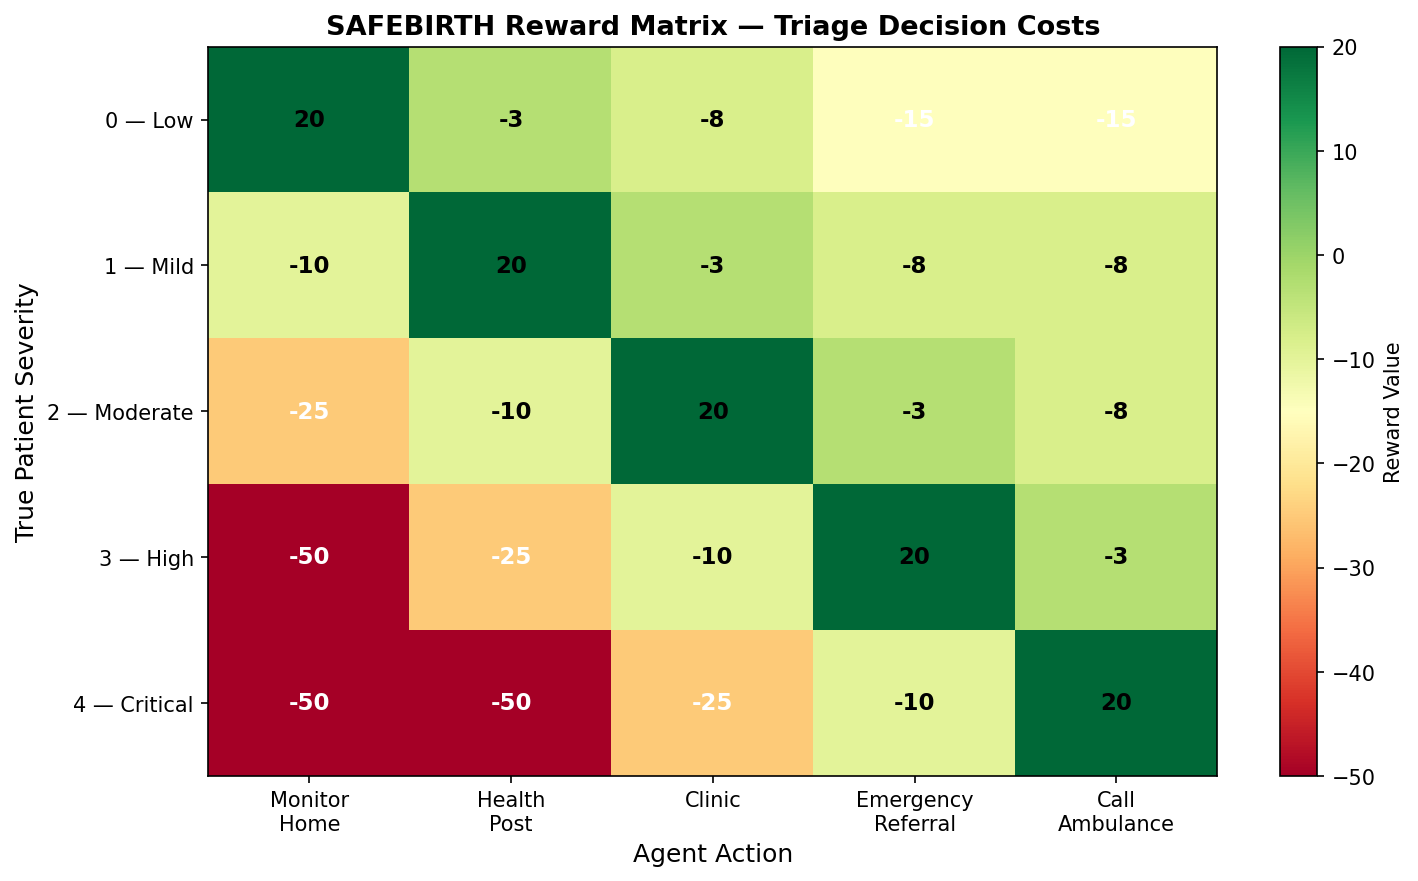 SAFEBIRTH Reward Matrix — Triage Decision Costs
True Patient Severity
0 — Low 20 -3 -8 -15 -15
1 — Mild -10 20 -3 -8 -8
2 — Moderate -25 -10 20 -3 -8
3 — High -50 -25 -10 20 -3
4 — Critical -50 -50 -25 -10 20
Monitor Health Clinic Emergency Call
Home Post Referral Ambulance
Agent Action
20
10
0
−10
−20
−30
−40
−50
Reward Value